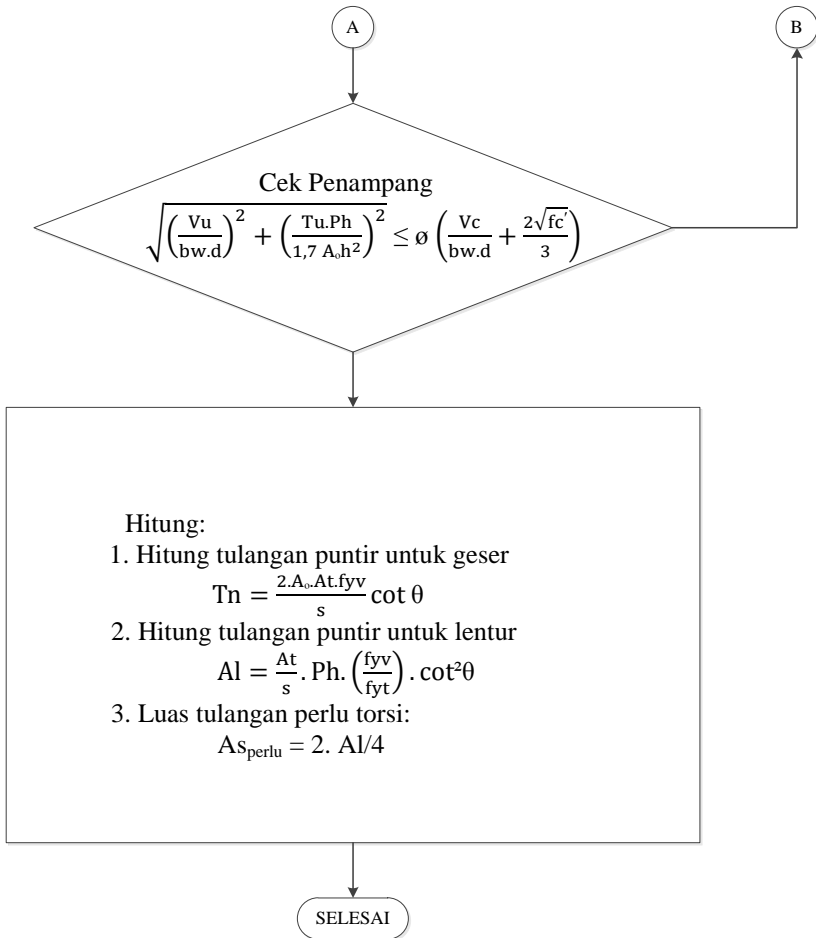 A
B
Cek Penampang
√((Vu/bw.d)² + (Tu.Ph/1,7 Aₒh²)²) ≤ ø (Vc/bw.d + 2√fc′/3)
Hitung:
1. Hitung tulangan puntir untuk geser
Tn = 2.Aₒ.At.fyv/s cot θ
2. Hitung tulangan puntir untuk lentur
Al = At/s . Ph. (fyv/fyt) . cot²θ
3. Luas tulangan perlu torsi:
As_perlu = 2. Al/4
SELESAI